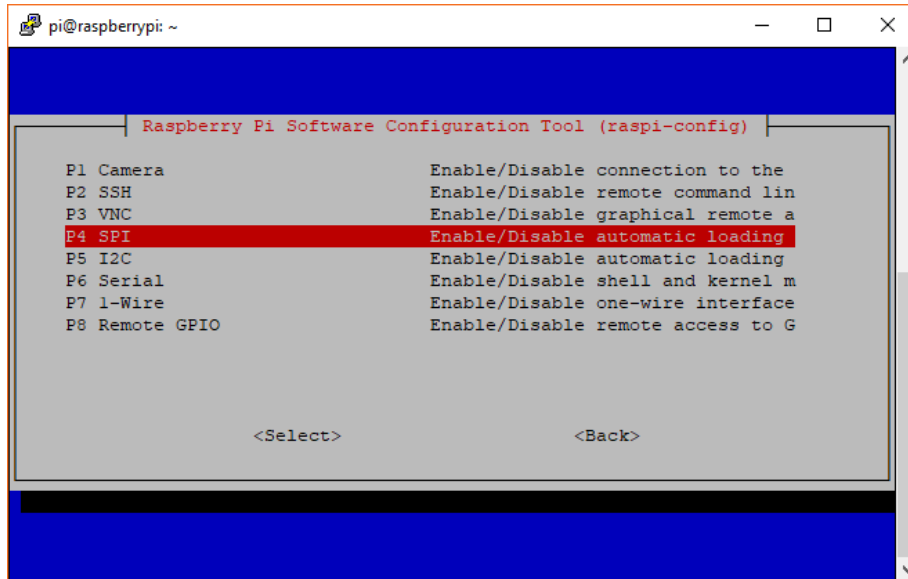 pi@raspberrypi: ~
Raspberry Pi Software Configuration Tool (raspi-config)
P1 Camera Enable/Disable connection to the
P2 SSH Enable/Disable remote command lin
P3 VNC Enable/Disable graphical remote a
P4 SPI Enable/Disable automatic loading
P5 I2C Enable/Disable automatic loading
P6 Serial Enable/Disable shell and kernel m
P7 1-Wire Enable/Disable one-wire interface
P8 Remote GPIO Enable/Disable remote access to G
<Select> <Back>